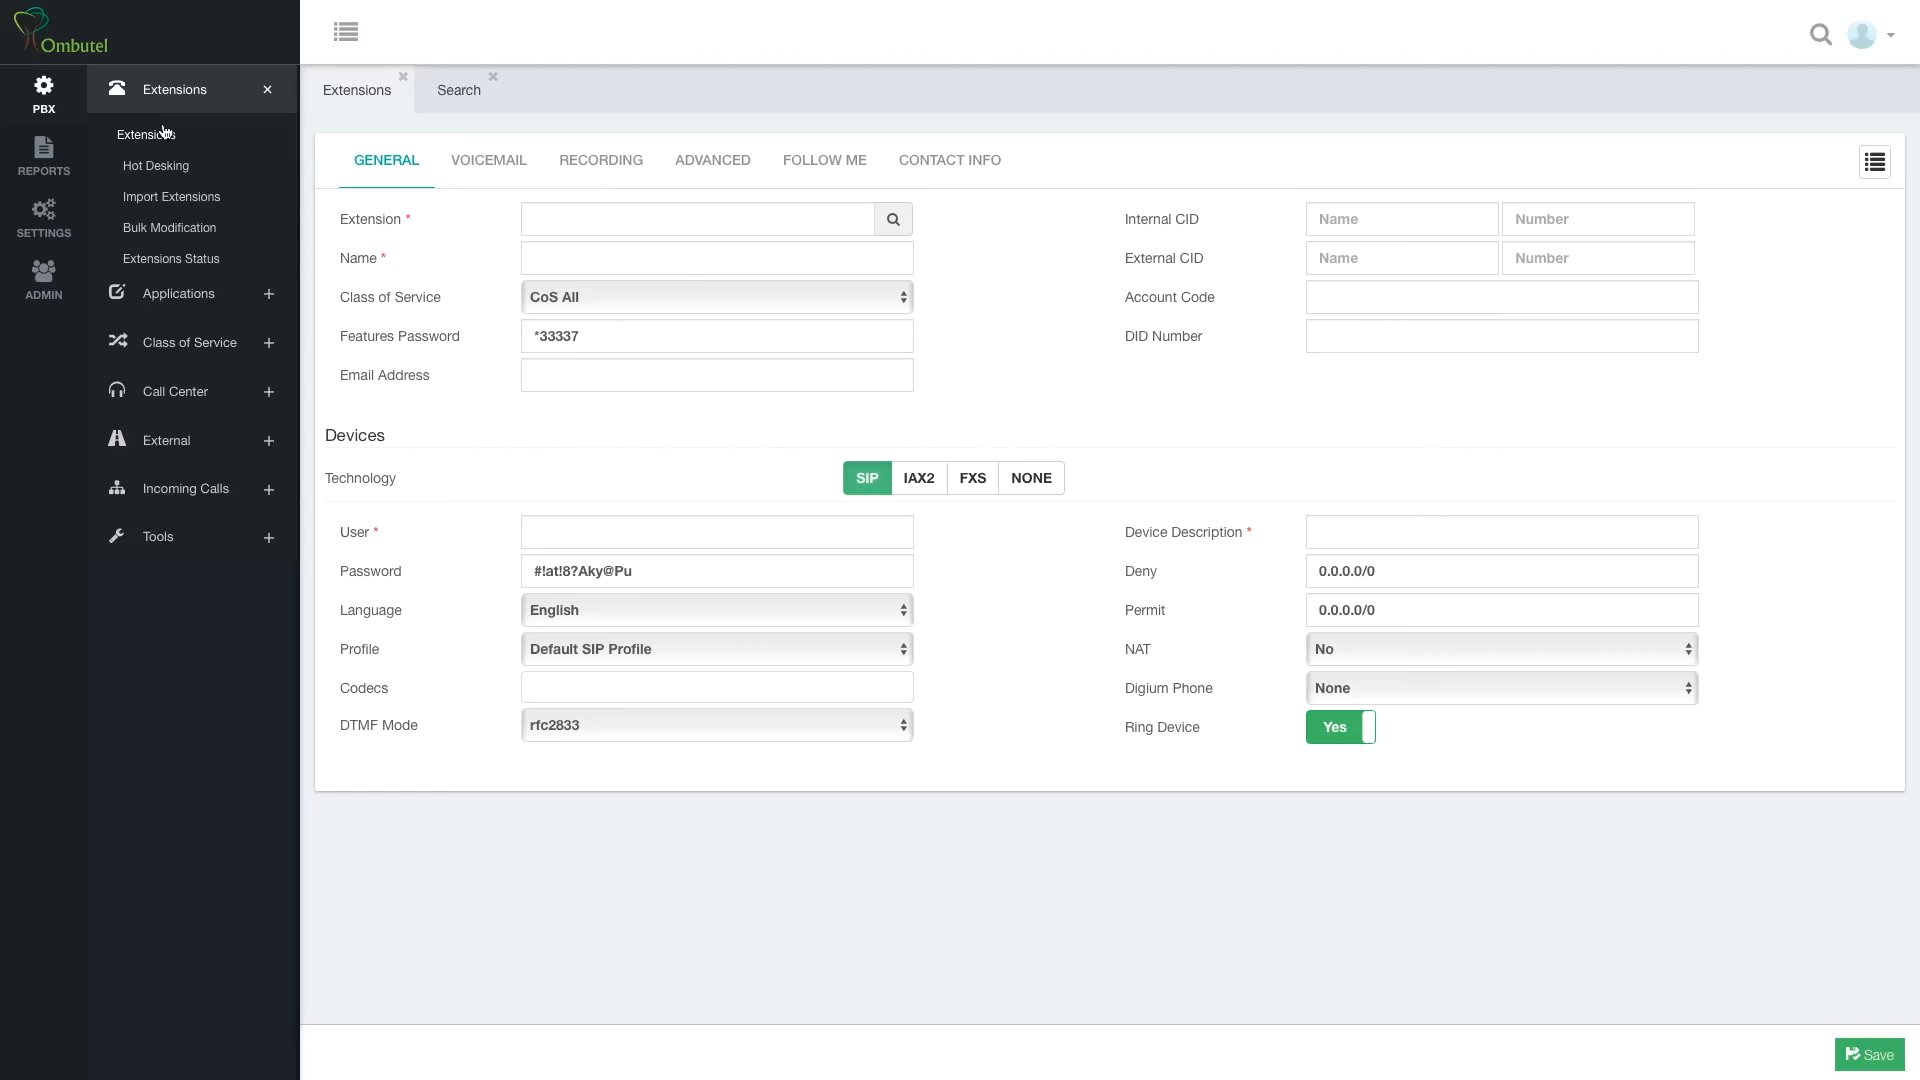 Ombutel
PBX
REPORTS
SETTINGS
ADMIN
Extensions
Extensions
Hot Desking
Import Extensions
Bulk Modification
Extensions Status
Applications
Class of Service
Call Center
External
Incoming Calls
Tools
Extensions
Search
GENERAL VOICEMAIL RECORDING ADVANCED FOLLOW ME CONTACT INFO
Extension *
Name *
Class of Service CoS All
Features Password *33337
Email Address
Internal CID Name Number
External CID Name Number
Account Code
DID Number
Devices
Technology SIP IAX2 FXS NONE
User *
Password #!at!8?Aky@Pu
Language English
Profile Default SIP Profile
Codecs
DTMF Mode rfc2833
Device Description *
Deny 0.0.0.0/0
Permit 0.0.0.0/0
NAT No
Digium Phone None
Ring Device Yes
Save